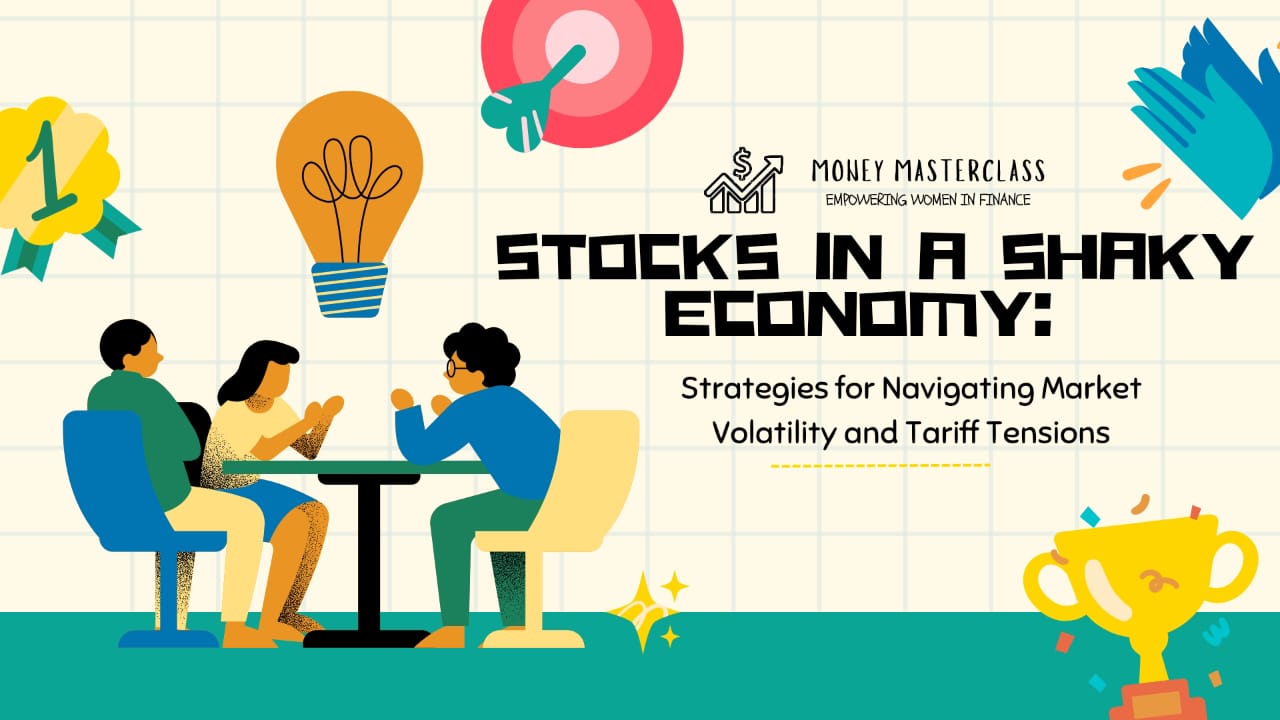 1
$
MONEY MASTERCLASS
EMPOWERING WOMEN IN FINANCE
STOCKS IN A SHAKY
ECONOMY:
Strategies for Navigating Market
Volatility and Tariff Tensions